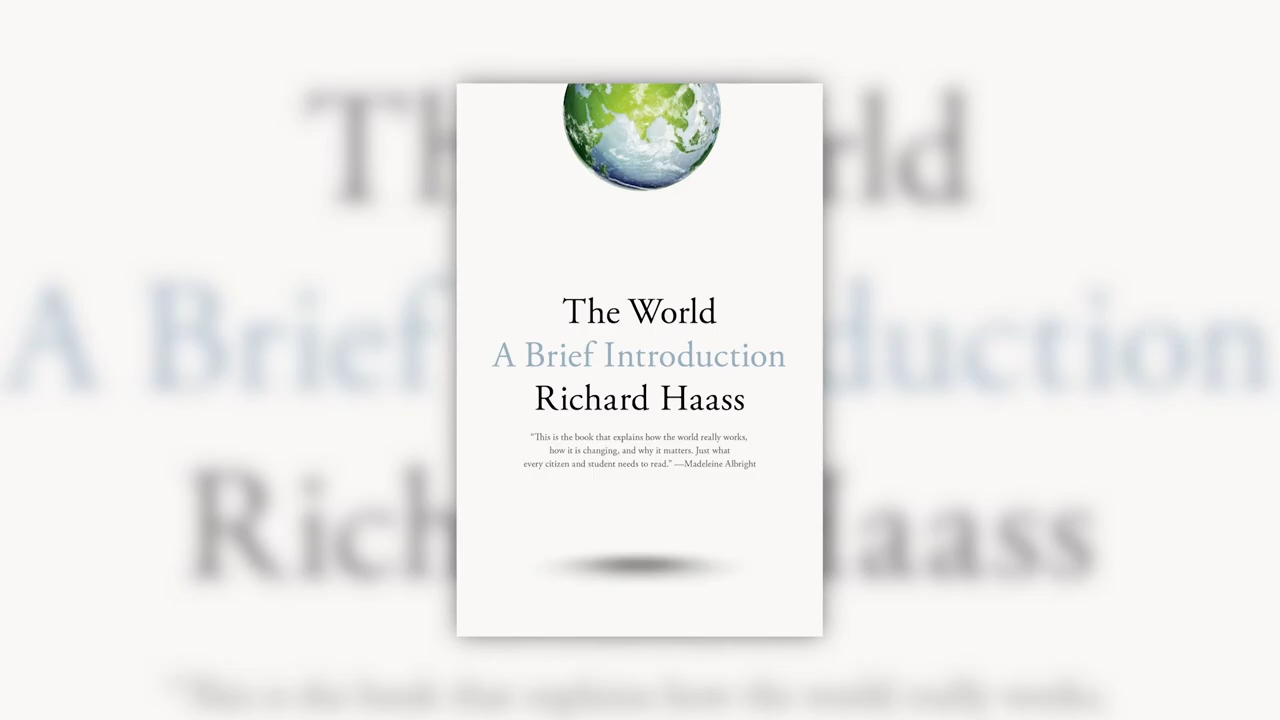 The World
A Brief Introduction
Richard Haass
“This is the book that explains how the world really works,
how it is changing, and why it matters. Just what
every citizen and student needs to read.” —Madeleine Albright